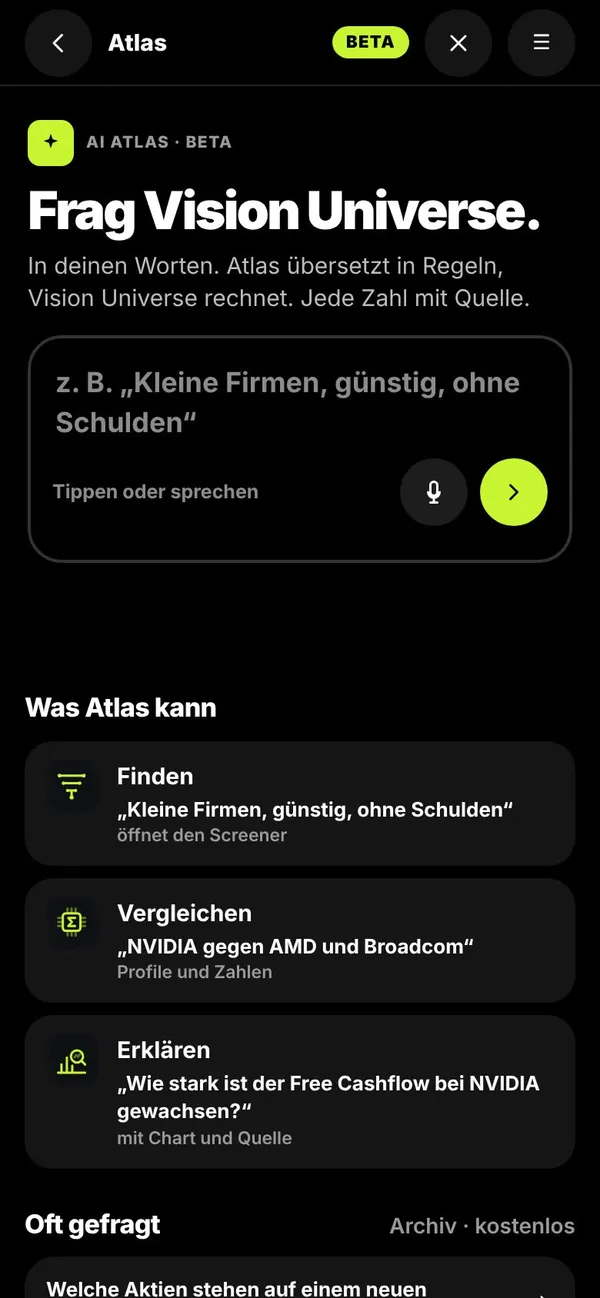 Atlas
BETA
AI ATLAS · BETA
Frag Vision Universe.
In deinen Worten. Atlas übersetzt in Regeln,
Vision Universe rechnet. Jede Zahl mit Quelle.
z. B. „Kleine Firmen, günstig, ohne
Schulden“
Tippen oder sprechen
Was Atlas kann
Finden
„Kleine Firmen, günstig, ohne Schulden“
öffnet den Screener
Vergleichen
„NVIDIA gegen AMD und Broadcom“
Profile und Zahlen
Erklären
„Wie stark ist der Free Cashflow bei NVIDIA
gewachsen?“
mit Chart und Quelle
Oft gefragt
Archiv · kostenlos
Welche Aktien stehen auf einem neuen